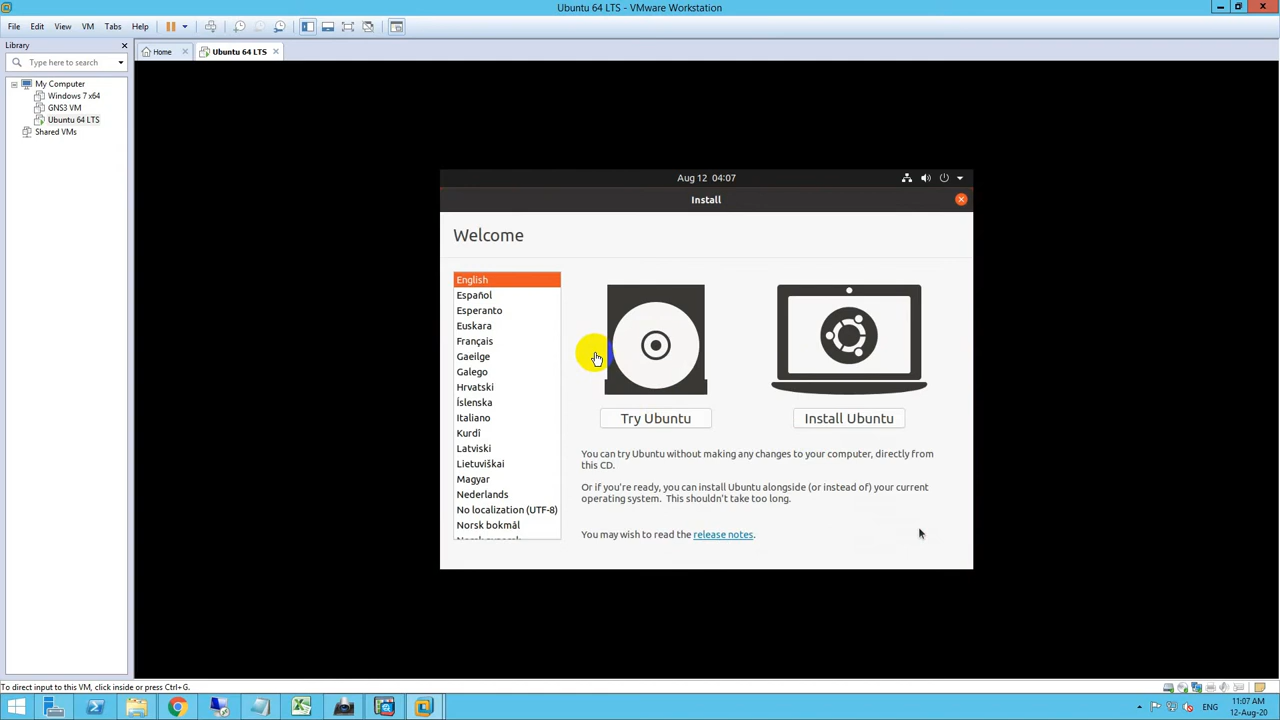 Ubuntu 64 LTS - VMware Workstation
File Edit View VM Tabs Help
Library
Type here to search
Home
Ubuntu 64 LTS
My Computer
Windows 7 x64
GNS3 VM
Ubuntu 64 LTS
Shared VMs
Aug 12 04:07
Install
Welcome
English
Español
Esperanto
Euskara
Français
Gaeilge
Galego
Hrvatski
Íslenska
Italiano
Kurdî
Latviski
Lietuviškai
Magyar
Nederlands
No localization (UTF-8)
Norsk bokmål
Try Ubuntu
Install Ubuntu
You can try Ubuntu without making any changes to your computer, directly from
this CD.
Or if you're ready, you can install Ubuntu alongside (or instead of) your current
operating system. This shouldn't take too long.
You may wish to read the release notes.
To direct input to this VM, click inside or press Ctrl+G.
ENG
11:07 AM
12-Aug-20